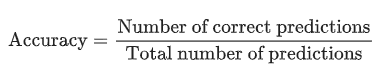 Accuracy = Number of correct predictions
Total number of predictions